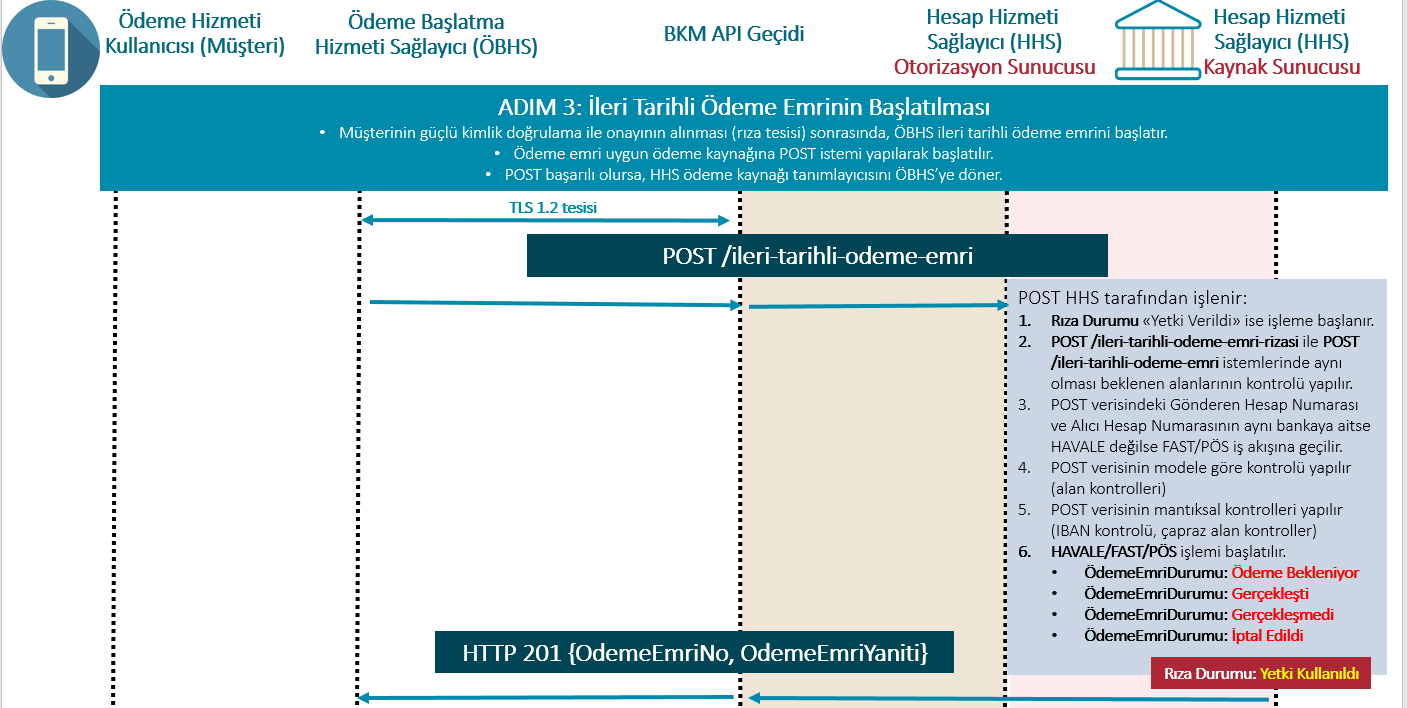 Ödeme Hizmeti
Kullanıcısı (Müşteri)
Ödeme Başlatma
Hizmeti Sağlayıcı (ÖBHS)
BKM API Geçidi
Hesap Hizmeti
Sağlayıcı (HHS)
Otorizasyon Sunucusu
Hesap Hizmeti
Sağlayıcı (HHS)
Kaynak Sunucusu
ADIM 3: İleri Tarihli Ödeme Emrinin Başlatılması
• Müşterinin güçlü kimlik doğrulama ile onayının alınması (rıza tesisi) sonrasında, ÖBHS ileri tarihli ödeme emrini başlatır.
• Ödeme emri uygun ödeme kaynağına POST istemi yapılarak başlatılır.
• POST başarılı olursa, HHS ödeme kaynağı tanımlayıcısını ÖBHS'ye döner.
TLS 1.2 tesisi
POST /ileri-tarihli-odeme-emri
POST HHS tarafından işlenir:
1. Rıza Durumu «Yetki Verildi» ise işleme başlanır.
2. POST /ileri-tarihli-odeme-emri-rizasi ile POST
/ileri-tarihli-odeme-emri istemlerinde aynı
olması beklenen alanlarının kontrolü yapılır.
3. POST verisindeki Gönderen Hesap Numarası
ve Alıcı Hesap Numarasının aynı bankaya aitse
HAVALE değilse FAST/PÖS iş akışına geçilir.
4. POST verisinin modele göre kontrolü yapılır
(alan kontrolleri)
5. POST verisinin mantıksal kontrolleri yapılır
(IBAN kontrolü, çapraz alan kontroller)
6. HAVALE/FAST/PÖS işlemi başlatılır.
• ÖdemeEmriDurumu: Ödeme Bekleniyor
• ÖdemeEmriDurumu: Gerçekleşti
• ÖdemeEmriDurumu: Gerçekleşmedi
• ÖdemeEmriDurumu: İptal Edildi
HTTP 201 {OdemeEmriNo, OdemeEmriYaniti}
Rıza Durumu: Yetki Kullanıldı